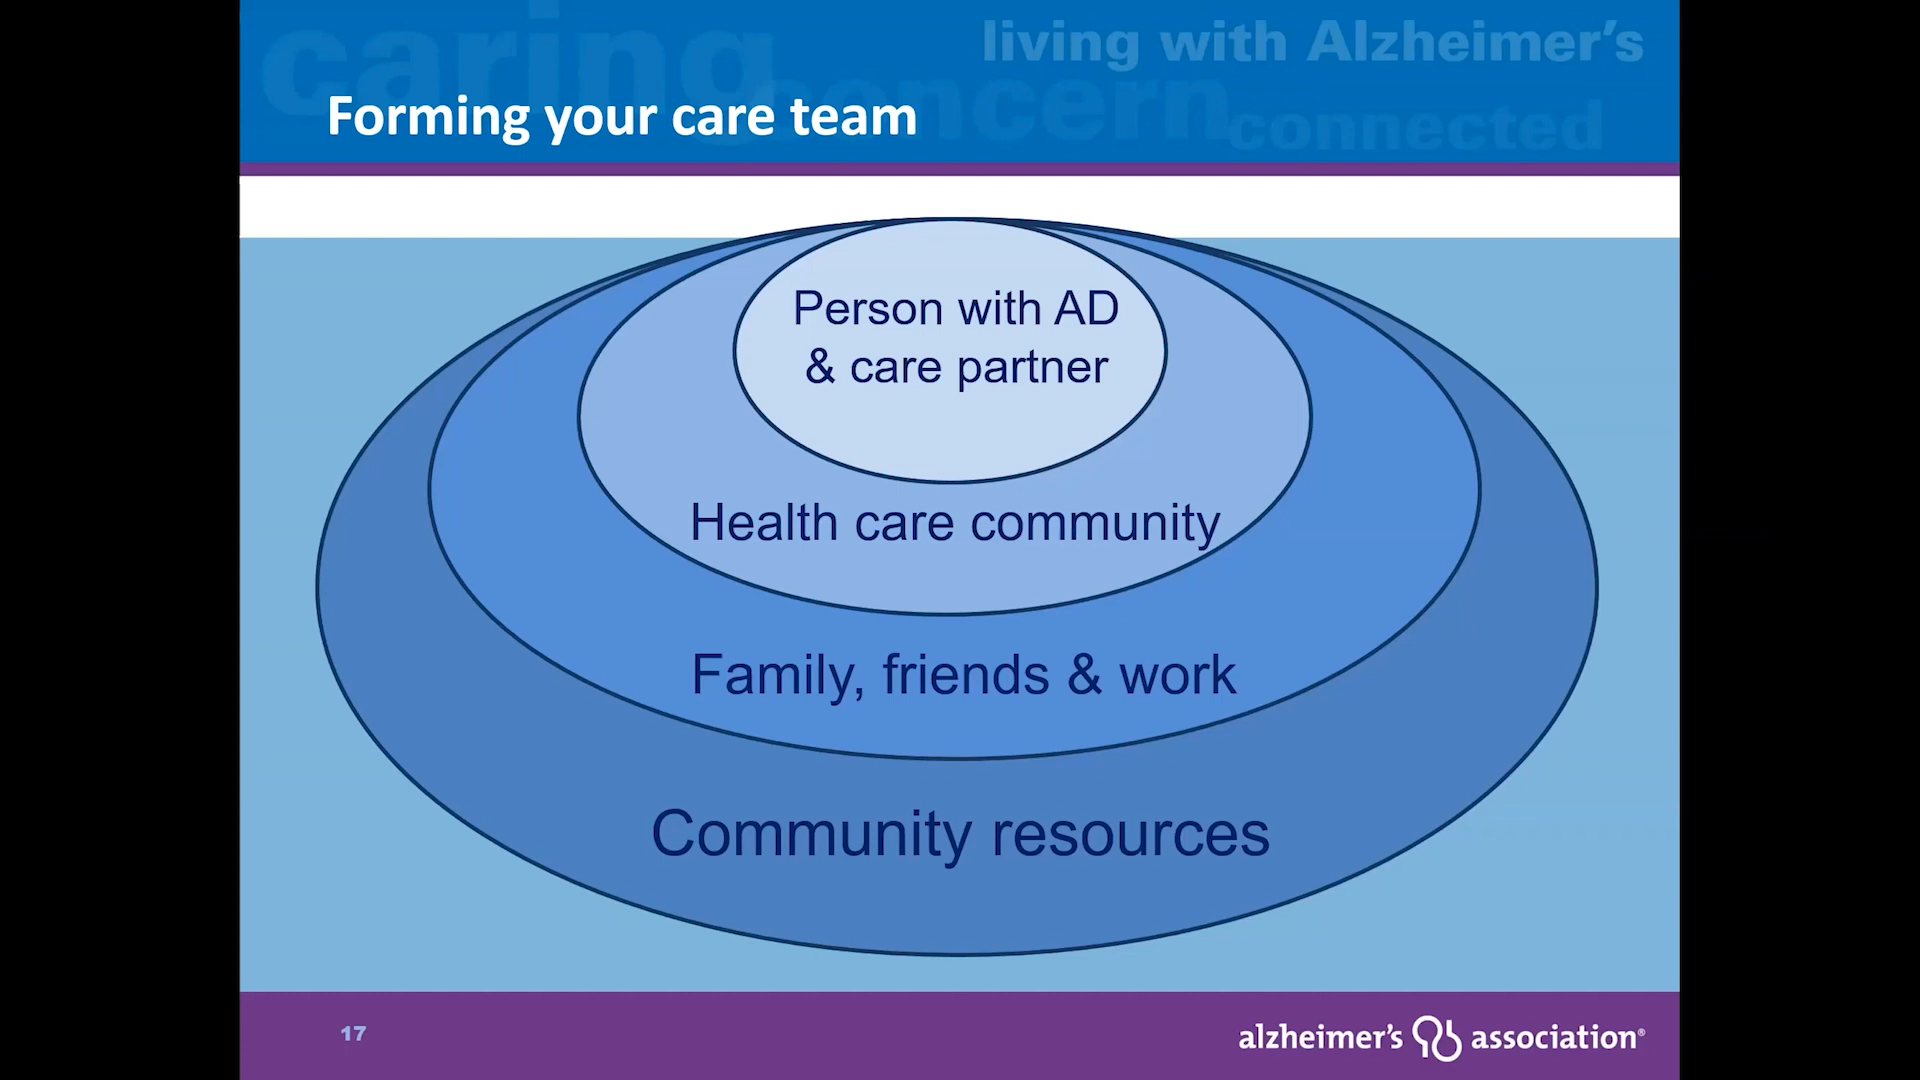 caring
living with Alzheimer's
concern
connected
Forming your care team
Person with AD
& care partner
Health care community
Family, friends & work
Community resources
17
alzheimer's association®